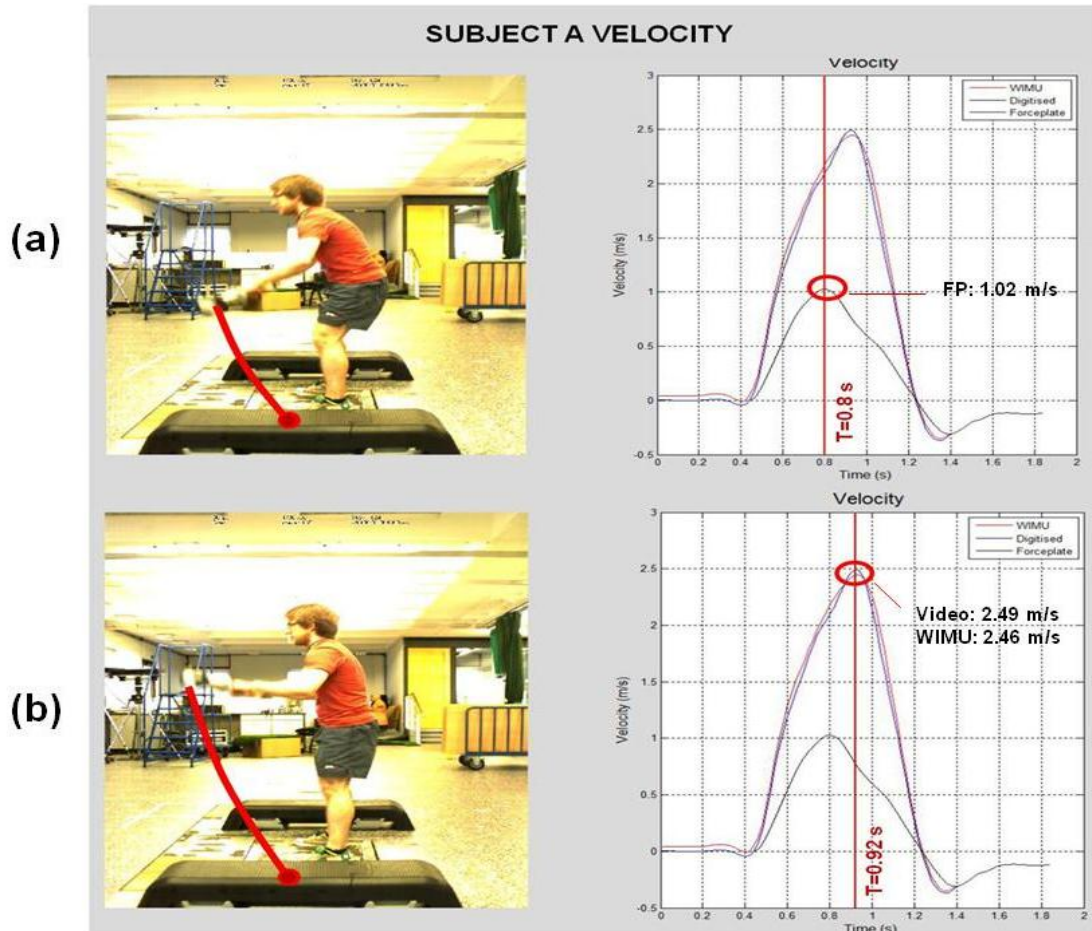 SUBJECT A VELOCITY
(a)
Velocity
WIMU
Digitised
Forceplate
3
2.5
2
1.5
1
0.5
0
-0.5
Velocity (m/s)
FP: 1.02 m/s
T=0.8 s
0 0.2 0.4 0.6 0.8 1 1.2 1.4 1.6 1.8 2
Time (s)
(b)
Velocity
WIMU
Digitised
Forceplate
3
2.5
2
1.5
1
0.5
0
-0.5
Velocity (m/s)
Video: 2.49 m/s
WIMU: 2.46 m/s
T=0.92 s
0 0.2 0.4 0.6 0.8 1 1.2 1.4 1.6 1.8 2
Time (s)